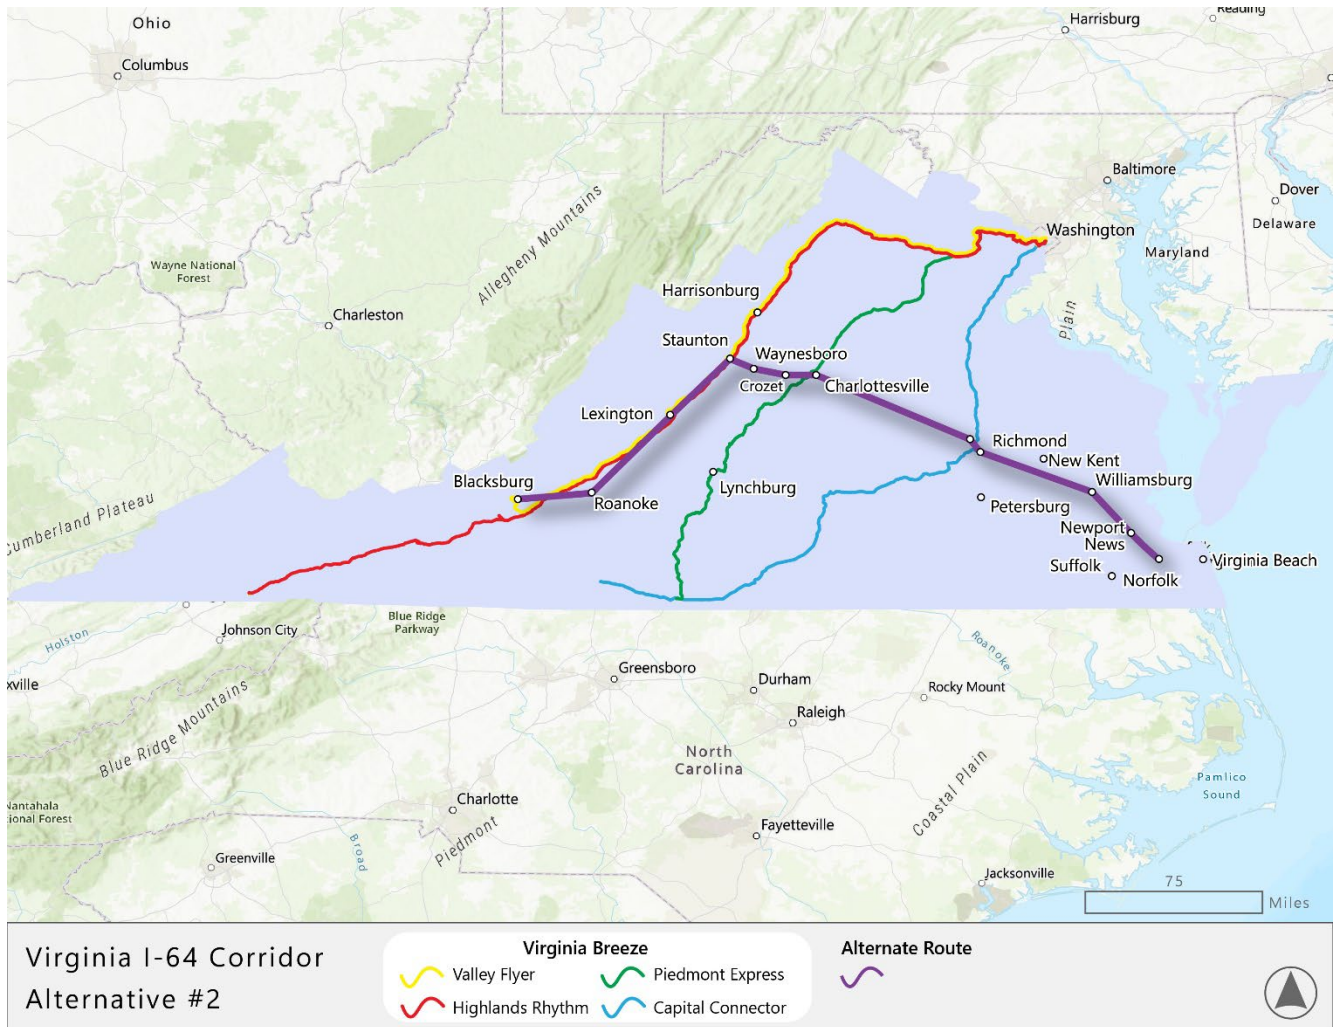 Ohio
Columbus
Harrisburg
Reading
Baltimore
Dover
Delaware
Washington
Maryland
Plain
Wayne National
Forest
Allegheny Mountains
Charleston
Harrisonburg
Staunton
Waynesboro
Crozet
Charlottesville
Lexington
Richmond
New Kent
Blacksburg
Roanoke
Lynchburg
Williamsburg
Petersburg
Newport
News
Cumberland Plateau
Suffolk
Norfolk
Virginia Beach
Holston
Johnson City
Blue Ridge
Parkway
Roanoke
xville
Greensboro
Durham
Rocky Mount
Raleigh
Blue Ridge Mountains
North
Carolina
Coastal Plain
Pamlico
Sound
Nantahala
ional Forest
Charlotte
Piedmont
Fayetteville
Broad
Greenville
Jacksonville
75
Miles
Virginia I-64 Corridor
Alternative #2
Virginia Breeze
Valley Flyer
Piedmont Express
Highlands Rhythm
Capital Connector
Alternate Route